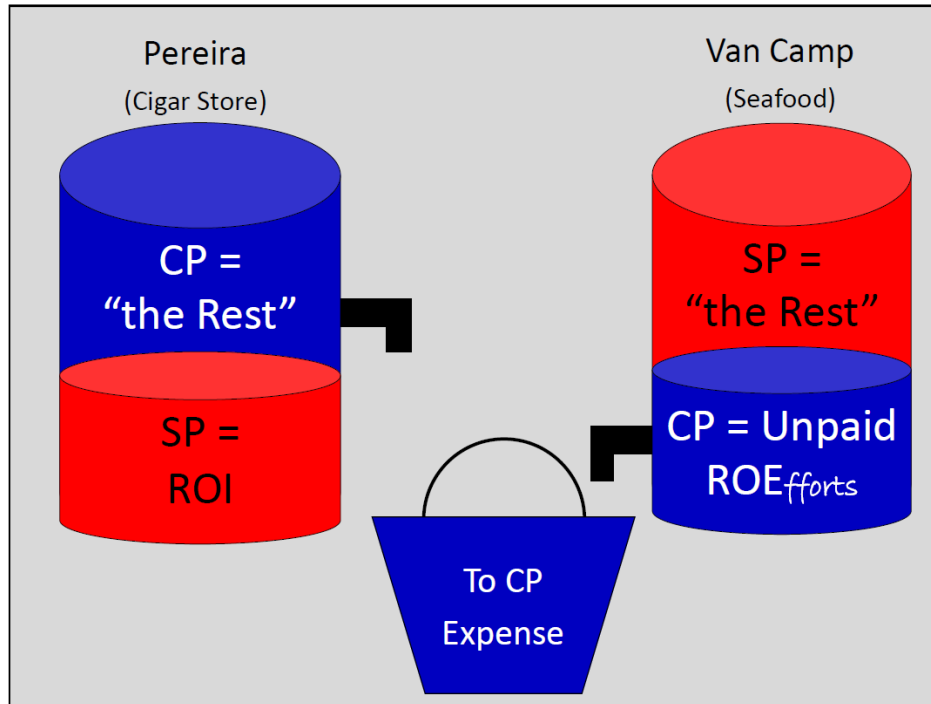 Pereira
(Cigar Store)
CP =
“the Rest”
SP =
ROI
Van Camp
(Seafood)
SP =
“the Rest”
CP = Unpaid
ROEfforts
To CP
Expense